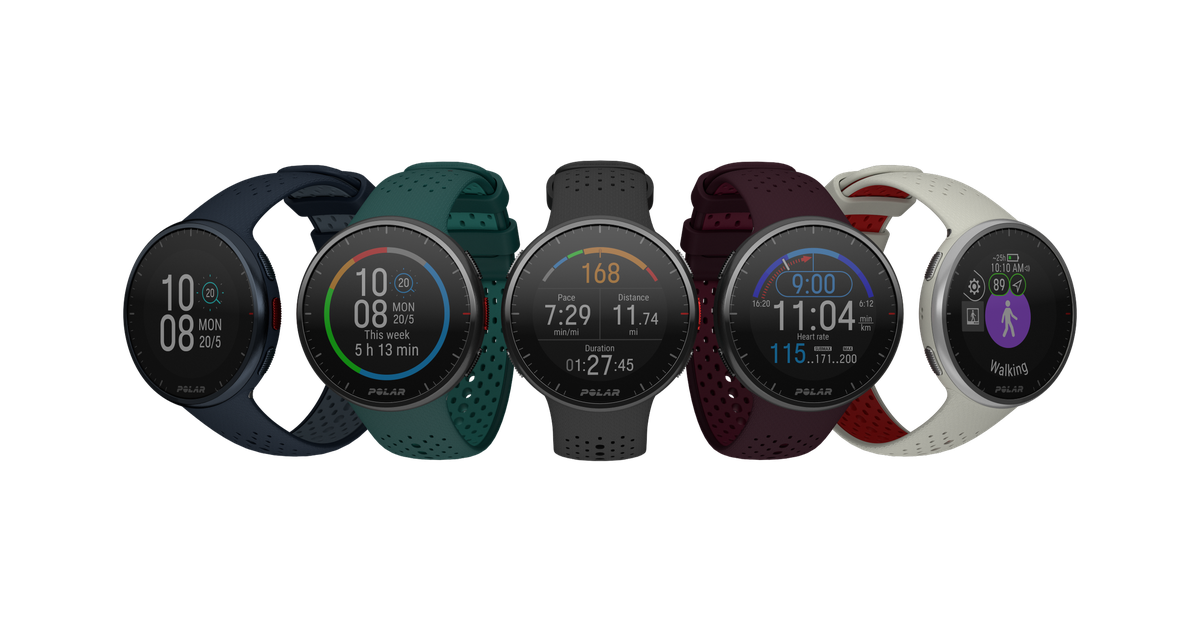 10
20
08 MON
20/5
POLAR
10
20
08 MON
20/5
This week
5 h 13 min
POLAR
168
Pace Distance
7:29 11.74
min/mi mi
Duration
01:27:45
POLAR
9:00
16:20 6:12
11:04 min
km
Heart rate
115..171..200
POLAR
~25h
10:10 AM
89
Walking